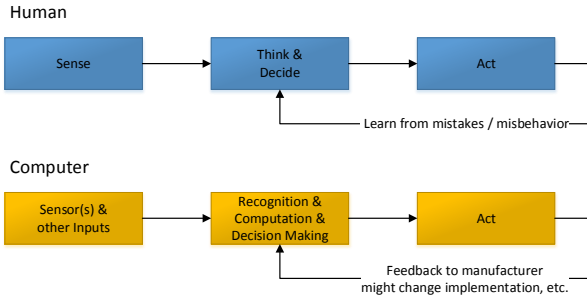 Human
Sense
Think &
Decide
Act
Learn from mistakes / misbehavior
Computer
Sensor(s) &
other Inputs
Recognition &
Computation &
Decision Making
Act
Feedback to manufacturer
might change implementation, etc.